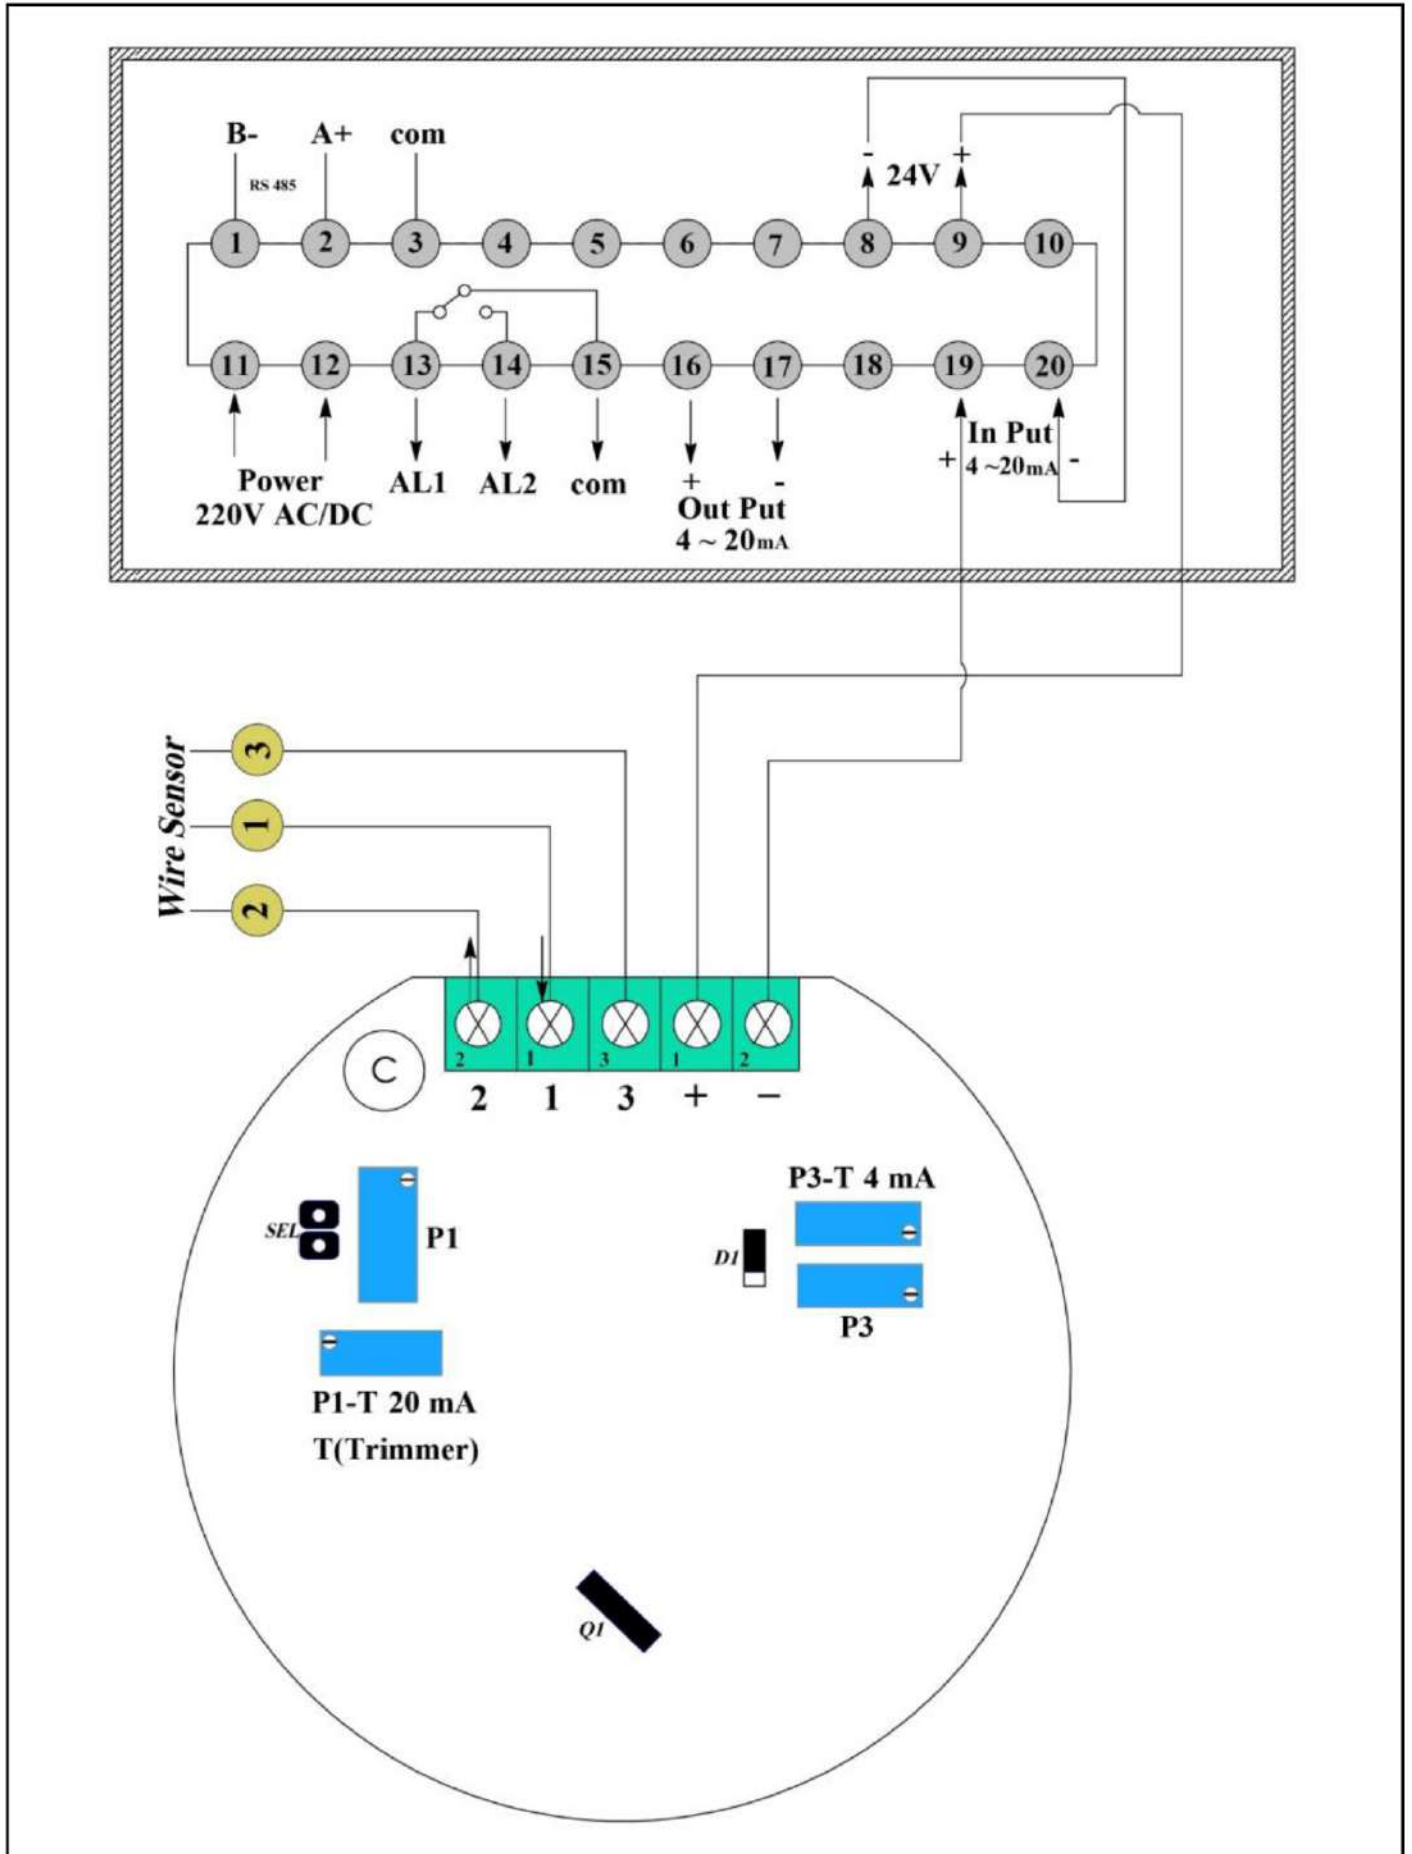 B- A+ com
RS 485
- 24V +
1 2 3 4 5 6 7 8 9 10
11 12 13 14 15 16 17 18 19 20
Power
220V AC/DC
AL1 AL2 com
+ -
Out Put
4 ~ 20mA
In Put
+ 4 ~20mA -
Wire Sensor
3
1
2
C
2 1 3 1 2
2 1 3 + −
SEL
P1
P1-T 20 mA
T(Trimmer)
P3-T 4 mA
D1
P3
Q1